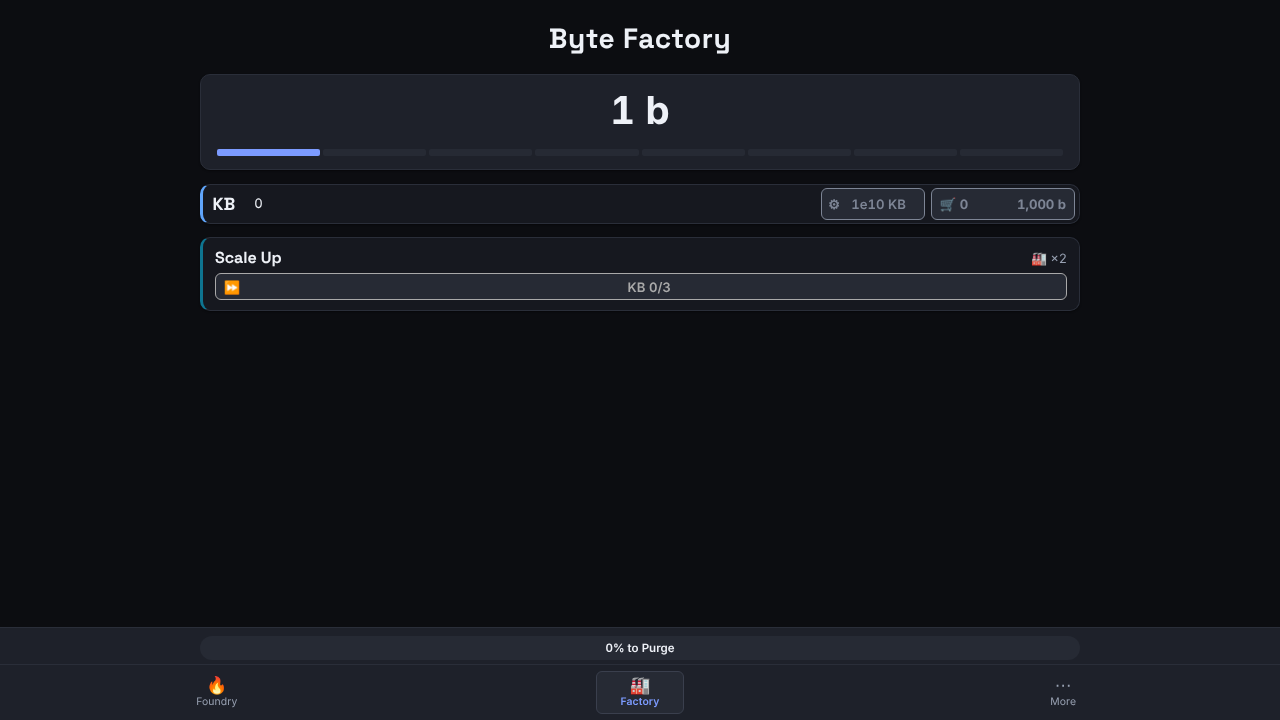 Byte Factory
1 b
KB 0 ⚙ 1e10 KB 🛒 0 1,000 b
Scale Up 🏭 ×2
⏩ KB 0/3
0% to Purge
🔥 🏭 ⋯
Foundry Factory More